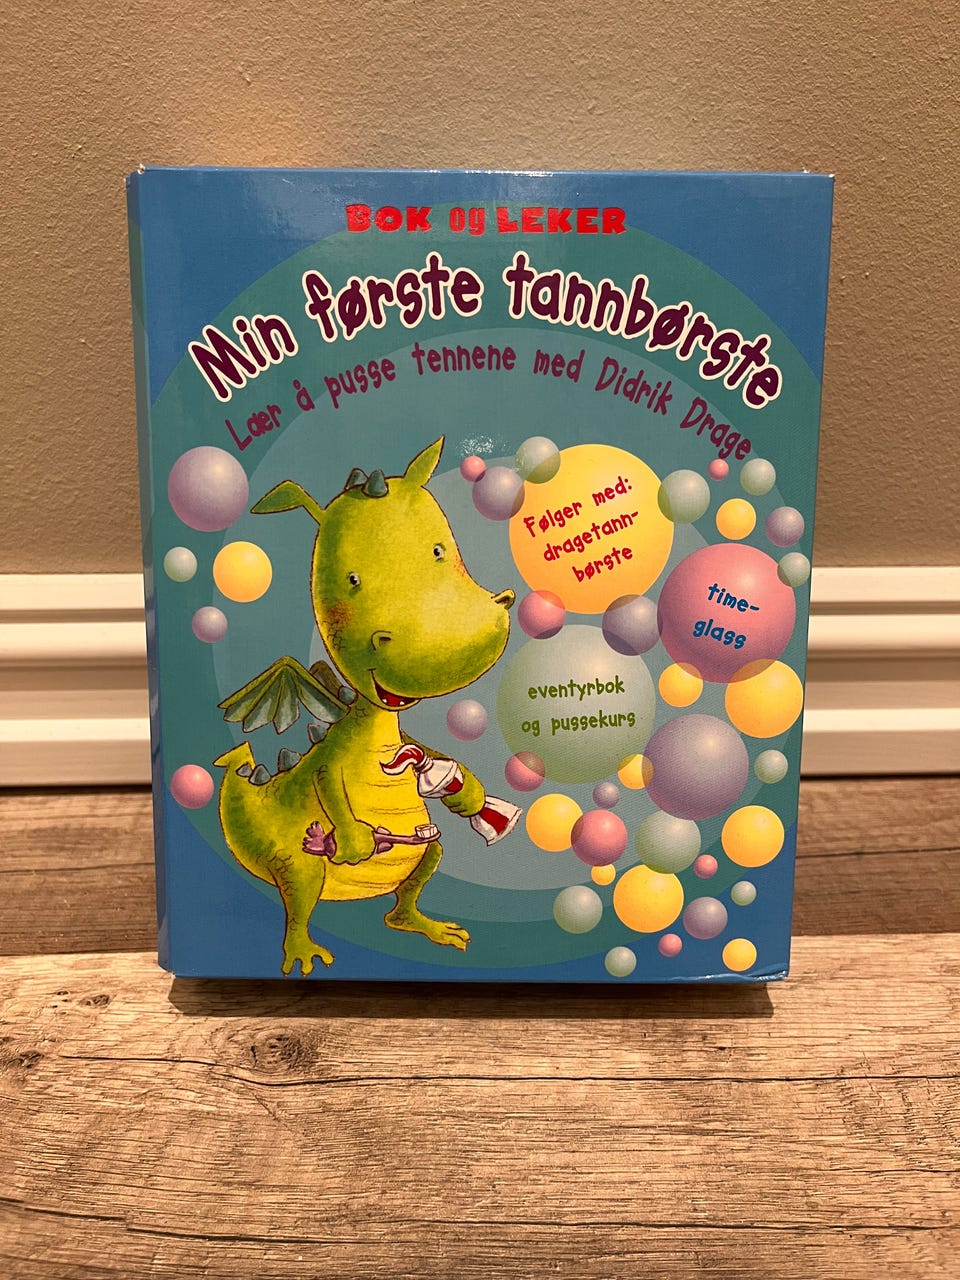 BOK og LEKER
Min første tannbørste
Lær å pusse tennene med Didrik Drage
Følger med:
dragetann-
børste
time-
glass
eventyrbok
og pussekurs